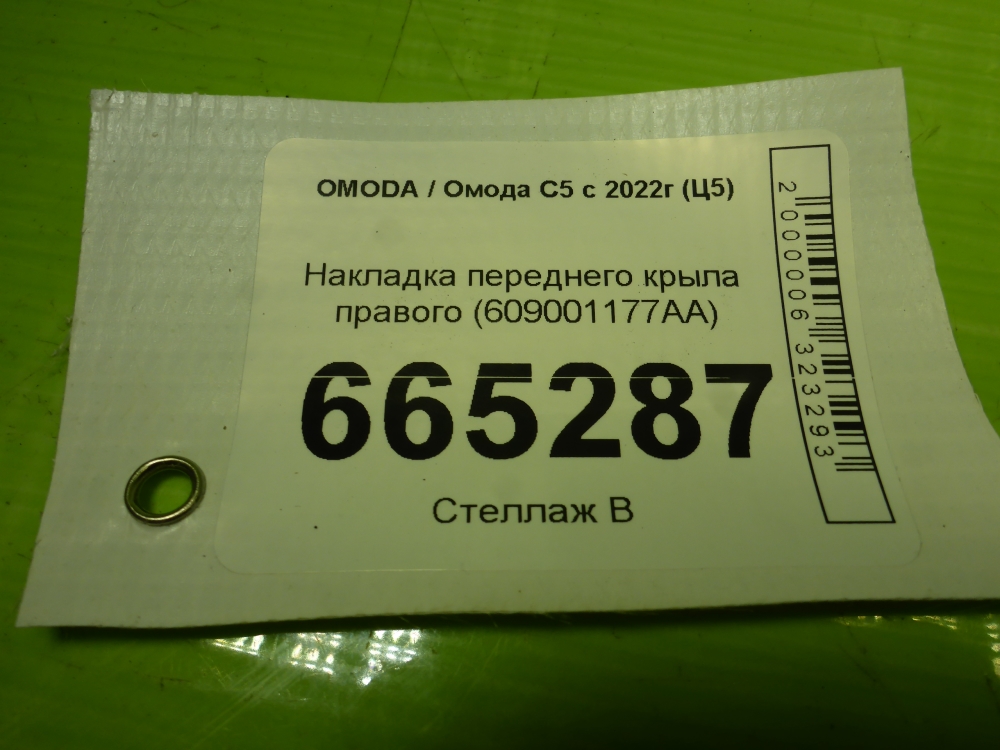 OMODA / Омода C5 с 2022г (Ц5)
Накладка переднего крыла
правого (609001177AA)
665287
Стеллаж В
2000006323293